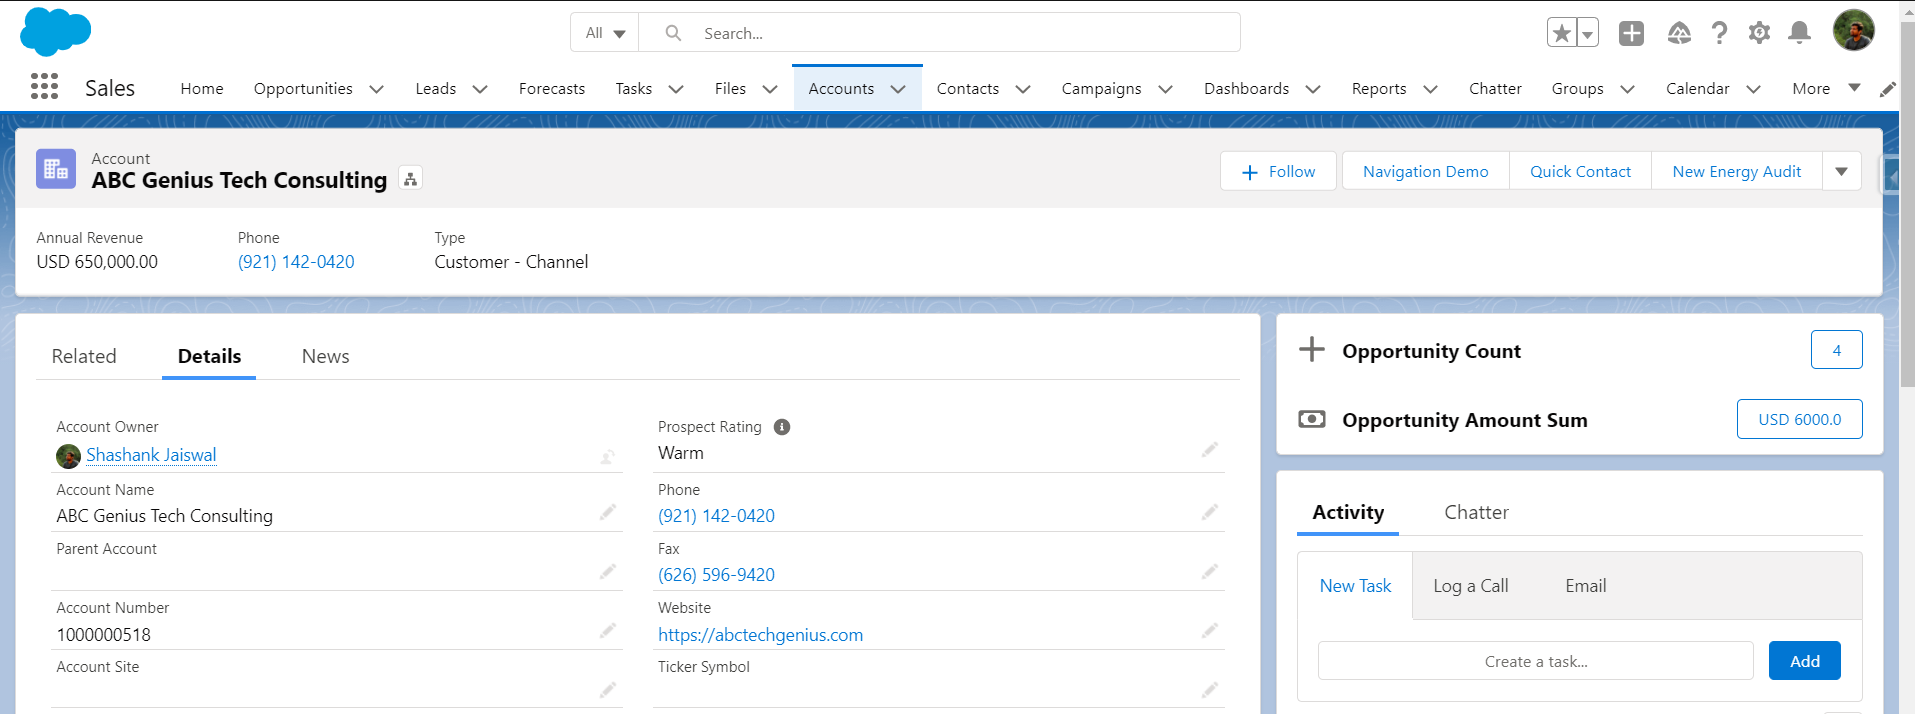 All Search...
Sales Home Opportunities Leads Forecasts Tasks Files Accounts Contacts Campaigns Dashboards Reports Chatter Groups Calendar More
Account
ABC Genius Tech Consulting
Follow Navigation Demo Quick Contact New Energy Audit
Annual Revenue Phone Type
USD 650,000.00 (921) 142-0420 Customer - Channel
Related Details News
Account Owner
Shashank Jaiswal
Account Name
ABC Genius Tech Consulting
Parent Account
Account Number
1000000518
Account Site
Prospect Rating
Warm
Phone
(921) 142-0420
Fax
(626) 596-9420
Website
https://abctechgenius.com
Ticker Symbol
Opportunity Count 4
Opportunity Amount Sum USD 6000.0
Activity Chatter
New Task Log a Call Email
Create a task... Add